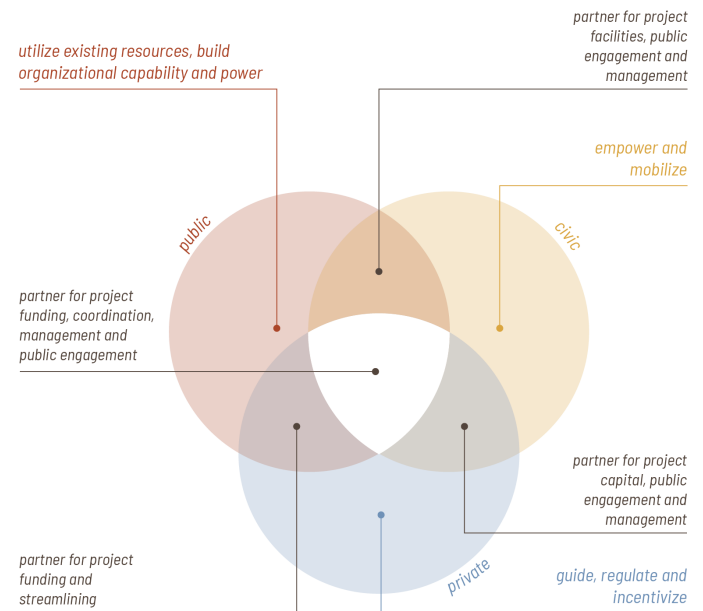 partner for project
facilities, public
engagement and
management
utilize existing resources, build
organizational capability and power
empower and
mobilize
public
civic
partner for project
funding, coordination,
management and
public engagement
partner for project
capital, public
engagement and
management
partner for project
funding and
streamlining
private
guide, regulate and
incentivize